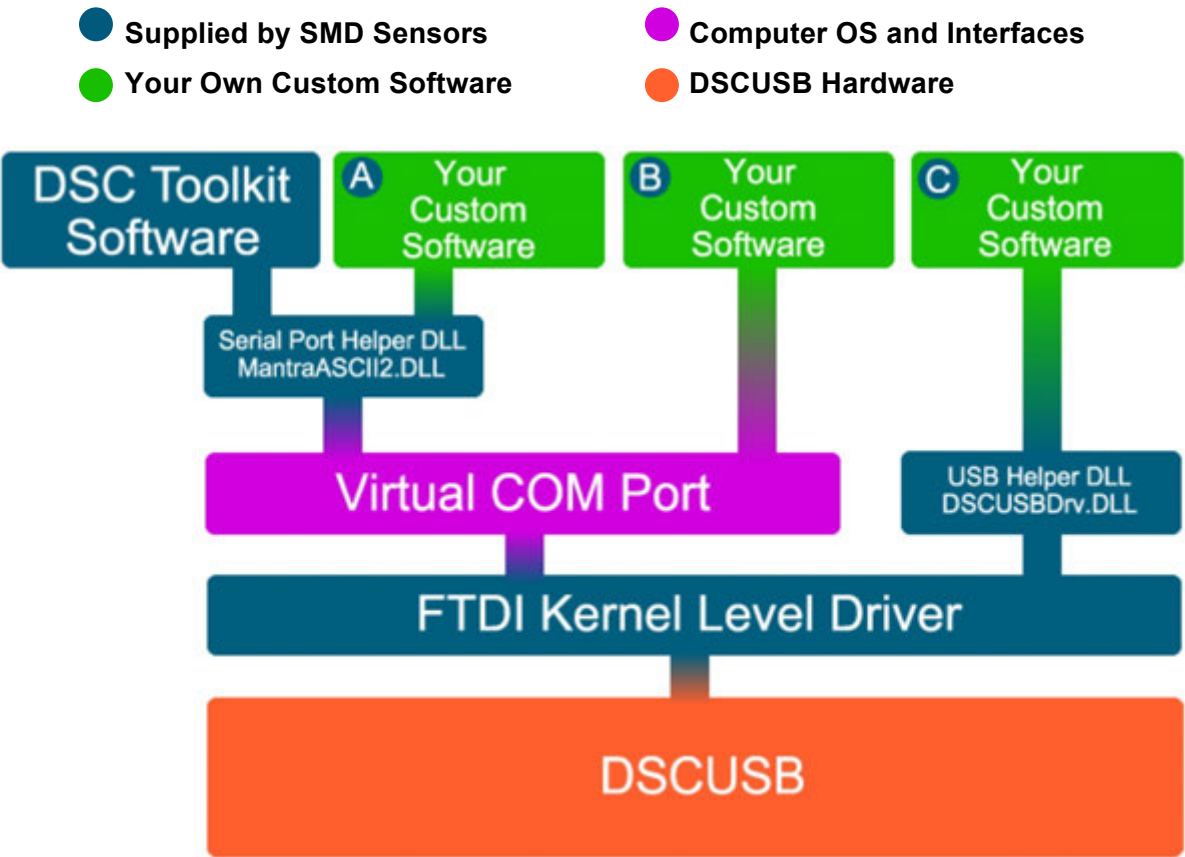 Supplied by SMD Sensors
Computer OS and Interfaces
Your Own Custom Software
DSCUSB Hardware
DSC Toolkit
Software
A
Your
Custom
Software
B
Your
Custom
Software
C
Your
Custom
Software
Serial Port Helper DLL
MantraASCII2.DLL
Virtual COM Port
USB Helper DLL
DSCUSBDrv.DLL
FTDI Kernel Level Driver
DSCUSB